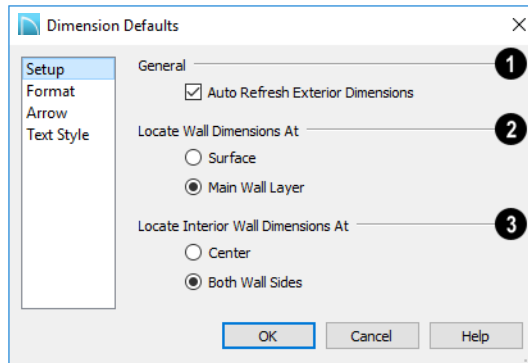 Dimension Defaults
Setup
Format
Arrow
Text Style
General 1
Auto Refresh Exterior Dimensions
Locate Wall Dimensions At 2
Surface
Main Wall Layer
Locate Interior Wall Dimensions At 3
Center
Both Wall Sides
OK Cancel Help